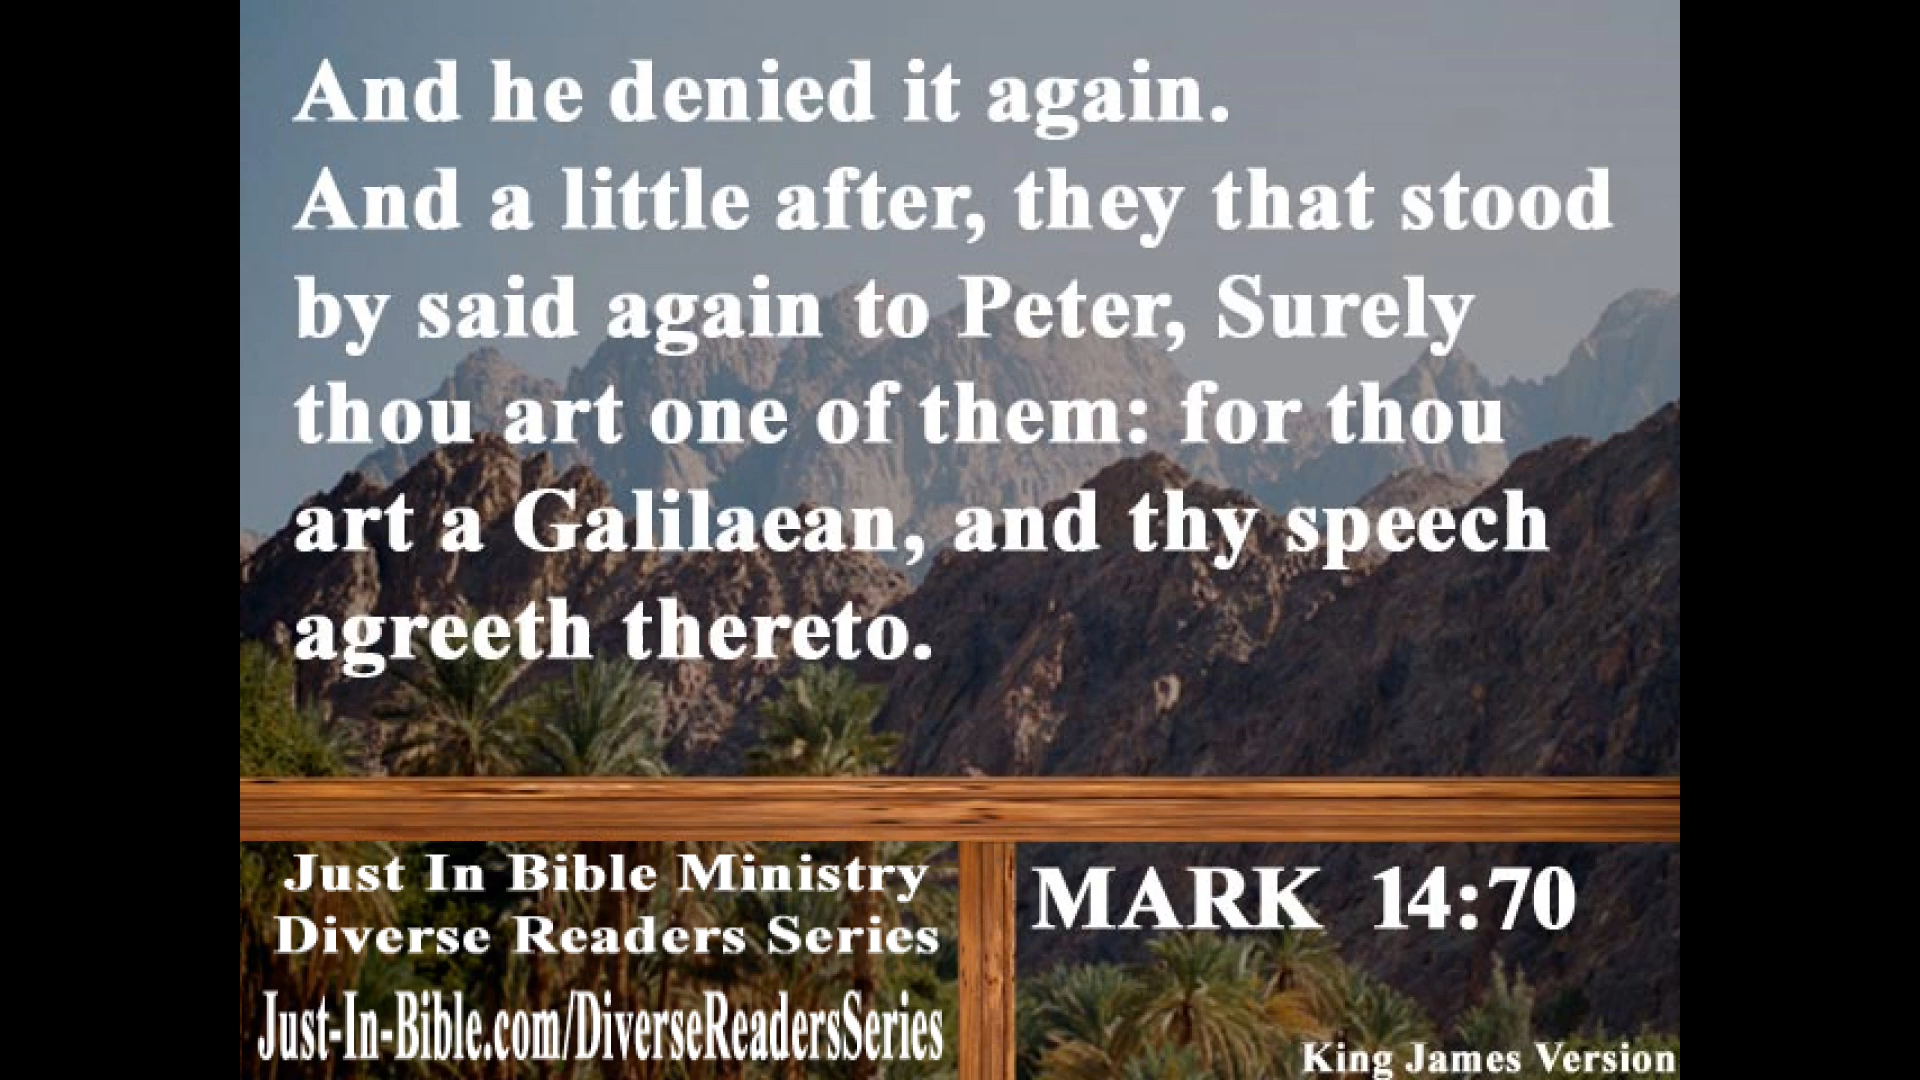 And he denied it again.
And a little after, they that stood
by said again to Peter, Surely
thou art one of them: for thou
art a Galilaean, and thy speech
agreeth thereto.
Just In Bible Ministry
Diverse Readers Series
Just-In-Bible.com/DiverseReadersSeries
MARK 14:70
King James Version